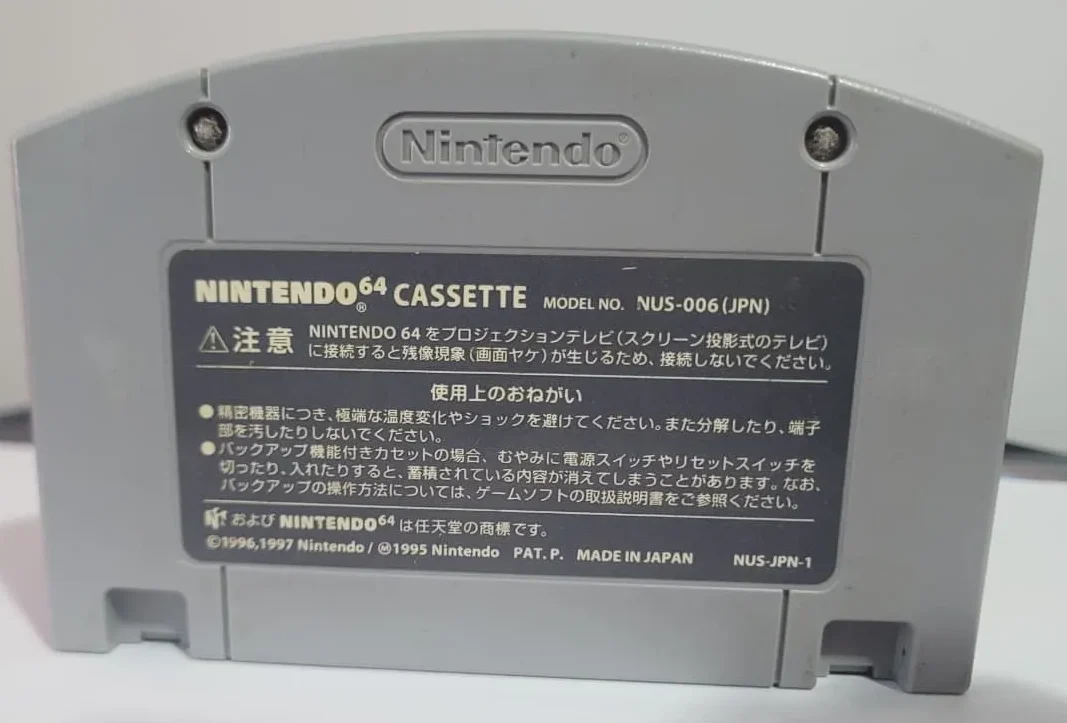 Nintendo®
NINTENDO64® CASSETTE MODEL NO. NUS-006(JPN)
⚠注意 NINTENDO 64をプロジェクションテレビ(スクリーン投影式のテレビ)
に接続すると残像現象(画面ヤケ)が生じるため、接続しないでください。
使用上のおねがい
●精密機器につき、極端な温度変化やショックを避けてください。また分解したり、端子
部を汚したりしないでください。
●バックアップ機能付きカセットの場合、むやみに電源スイッチやリセットスイッチを
切ったり、入れたりすると、蓄積されている内容が消えてしまうことがあります。なお、
バックアップの操作方法については、ゲームソフトの取扱説明書をご参照ください。
および NINTENDO64 は任天堂の商標です。
©1996,1997 Nintendo / Ⓜ1995 Nintendo PAT. P. MADE IN JAPAN NUS-JPN-1